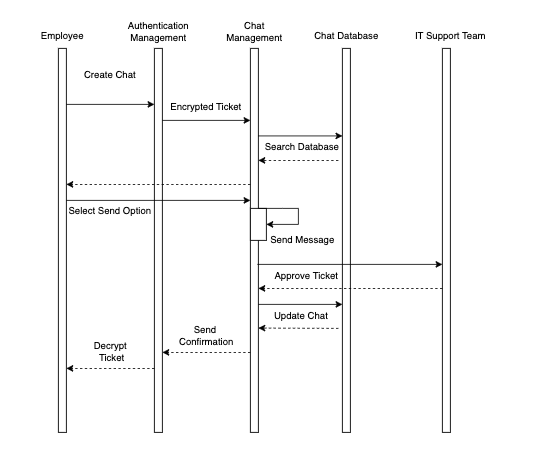 Employee
Authentication
Management
Chat
Management
Chat Database
IT Support Team
Create Chat
Encrypted Ticket
Search Database
Select Send Option
Send Message
Approve Ticket
Update Chat
Send
Confirmation
Decrypt
Ticket